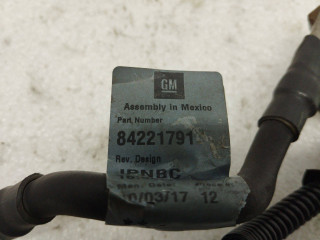 GM
Assembly in Mexico
Part Number
84221791
Rev. Design
12NBC
10/03/17 12